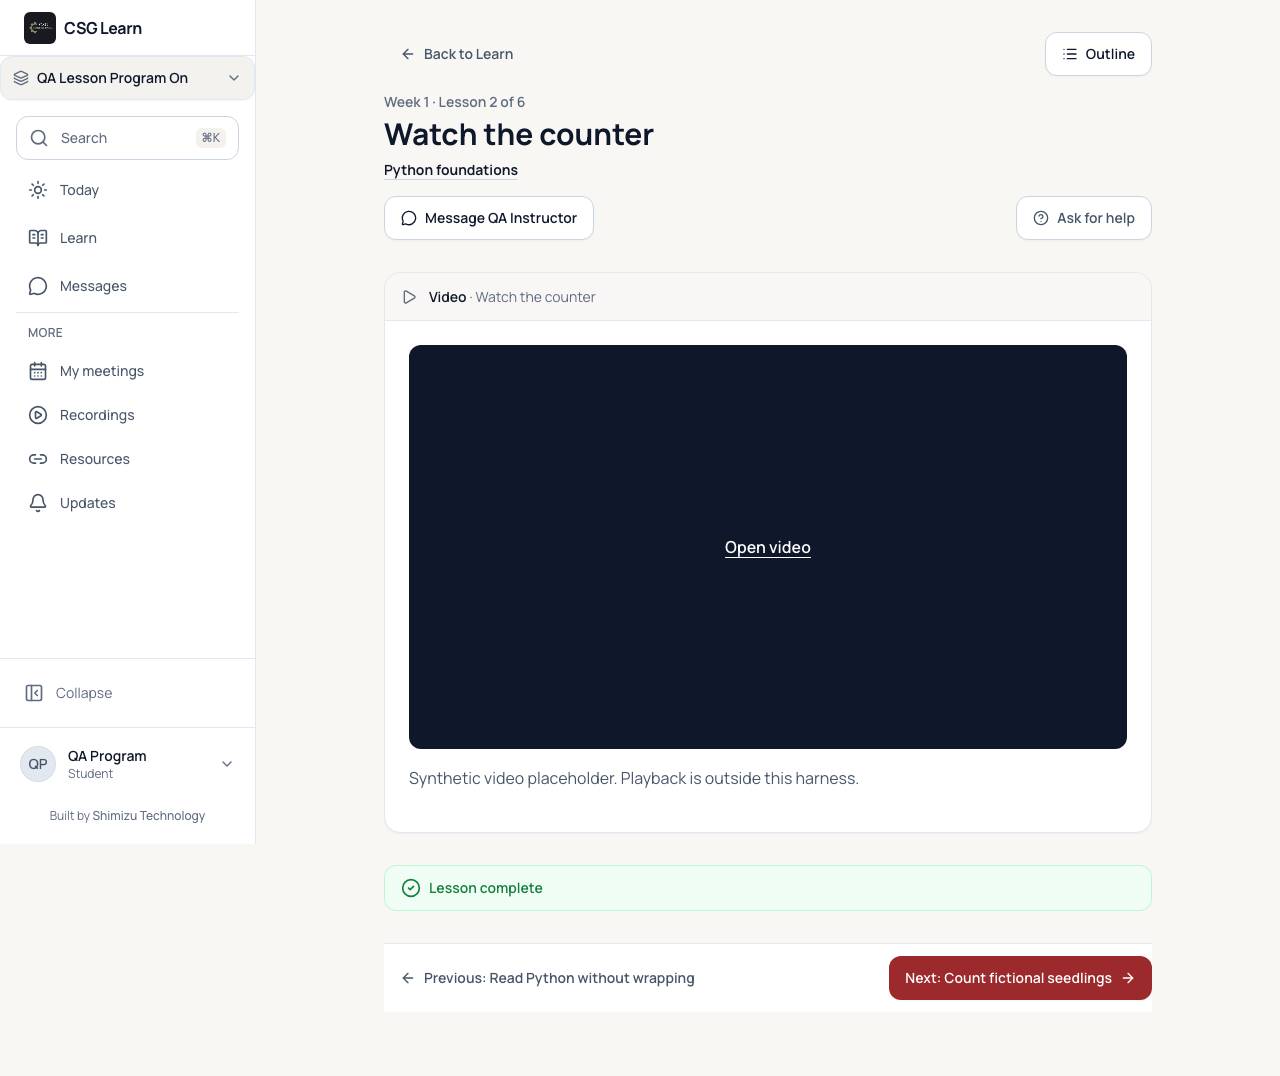 CSG Learn
QA Lesson Program On
Search ⌘K
Today
Learn
Messages
MORE
My meetings
Recordings
Resources
Updates
Collapse
QP
QA Program
Student
Built by Shimizu Technology
Back to Learn
Outline
Week 1 · Lesson 2 of 6
Watch the counter
Python foundations
Message QA Instructor
Ask for help
Video · Watch the counter
Open video
Synthetic video placeholder. Playback is outside this harness.
Lesson complete
Previous: Read Python without wrapping
Next: Count fictional seedlings